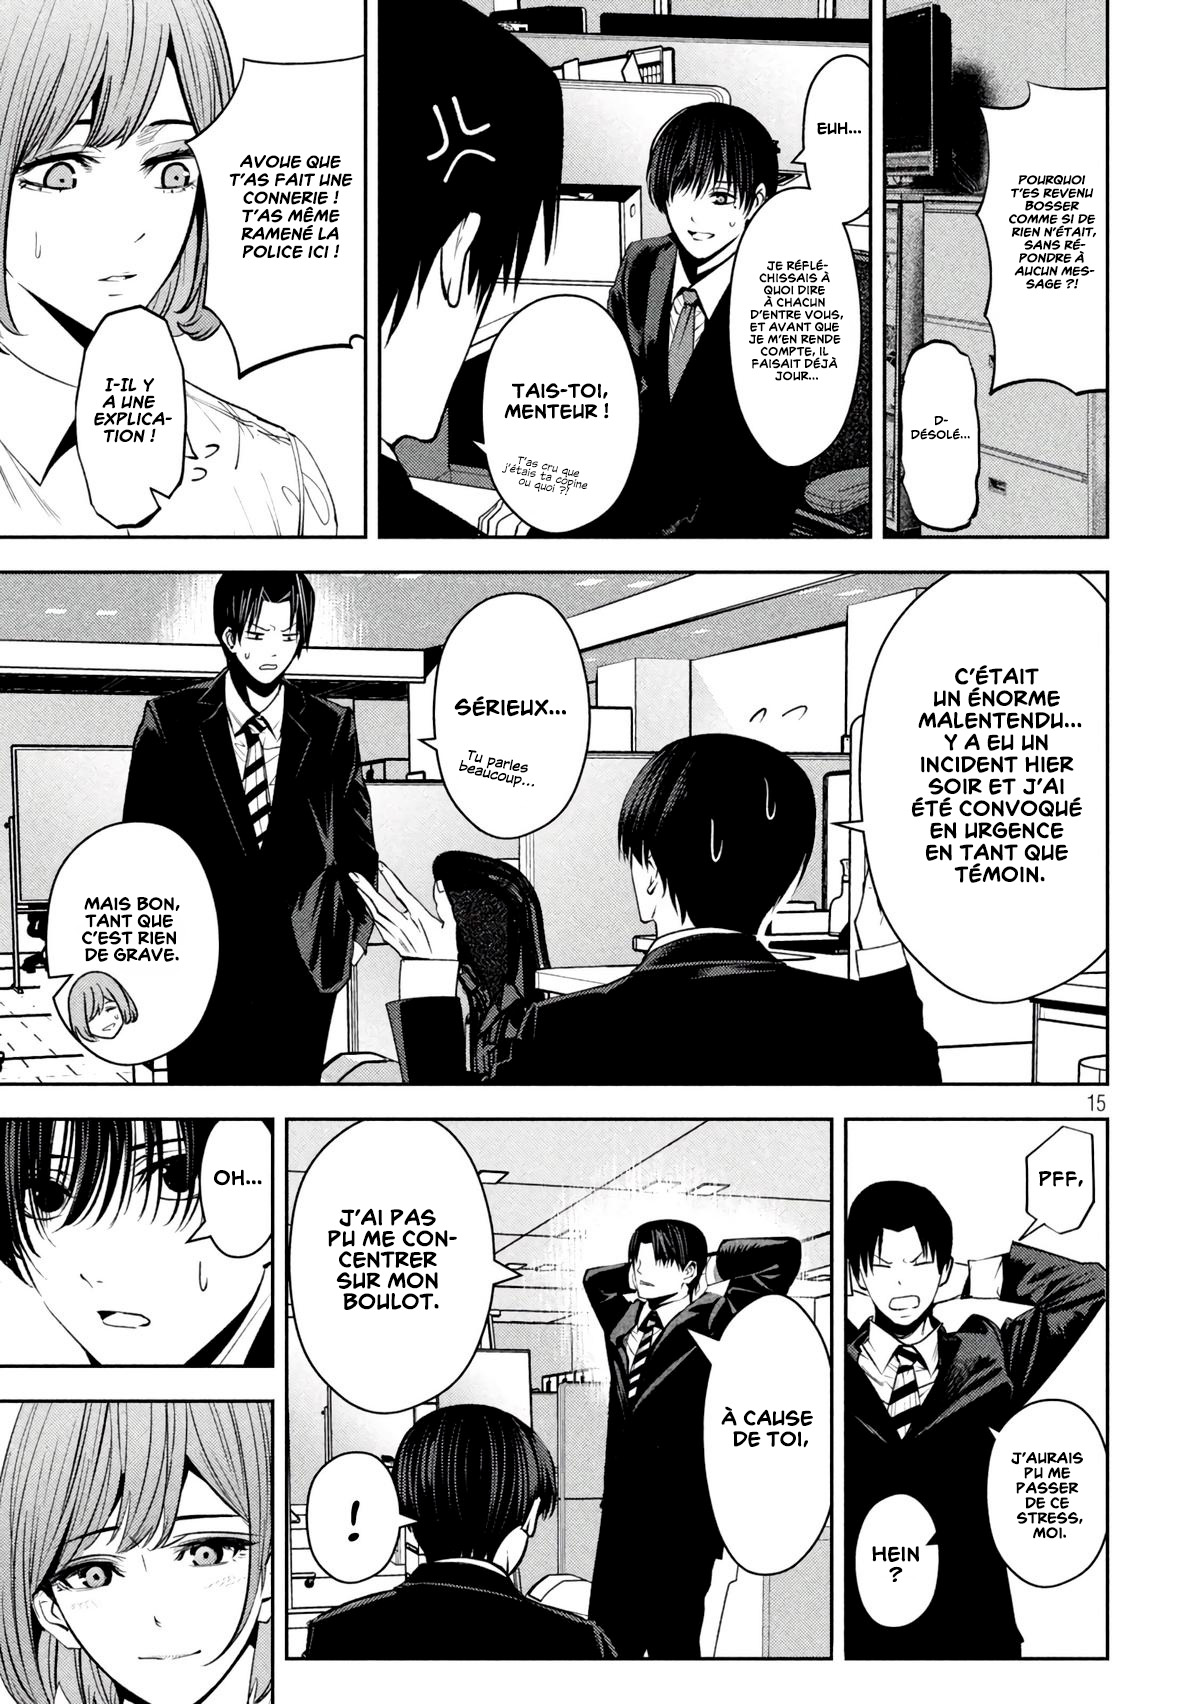 POURQUOI
T'ES REVENU
BOSSER
COMME SI DE
RIEN N'ÉTAIT,
SANS RÉ-
PONDRE À
AUCUN MES-
SAGE ?!
D-
DÉSOLÉ...
EUH...
JE RÉFLÉ-
CHISSAIS À
QUOI DIRE
À CHACUN
D'ENTRE VOUS,
ET AVANT QUE
JE M'EN RENDE
COMPTE, IL
FAISAIT DÉJÀ
JOUR...
TAIS-TOI,
MENTEUR !
T'as cru que
j'étais ta copine
ou quoi ?!
AVOUE QUE
T'AS FAIT UNE
CONNERIE !
T'AS MÊME
RAMENÉ LA
POLICE ICI !
I-IL Y
A UNE
EXPLICA-
TION !
C'ÉTAIT
UN ÉNORME
MALENTENDU...
Y A EU UN
INCIDENT HIER
SOIR ET J'AI
ÉTÉ CONVOQUÉ
EN URGENCE
EN TANT QUE
TÉMOIN.
SÉRIEUX...
Tu parles
beaucoup...
MAIS BON,
TANT QUE
C'EST RIEN
DE GRAVE.
15
PFF,
J'AURAIS
PU ME
PASSER
DE CE
STRESS,
MOI.
HEIN
?
À CAUSE
DE TOI,
J'AI PAS
PU ME CON-
CENTRER
SUR MON
BOULOT.
!
OH...